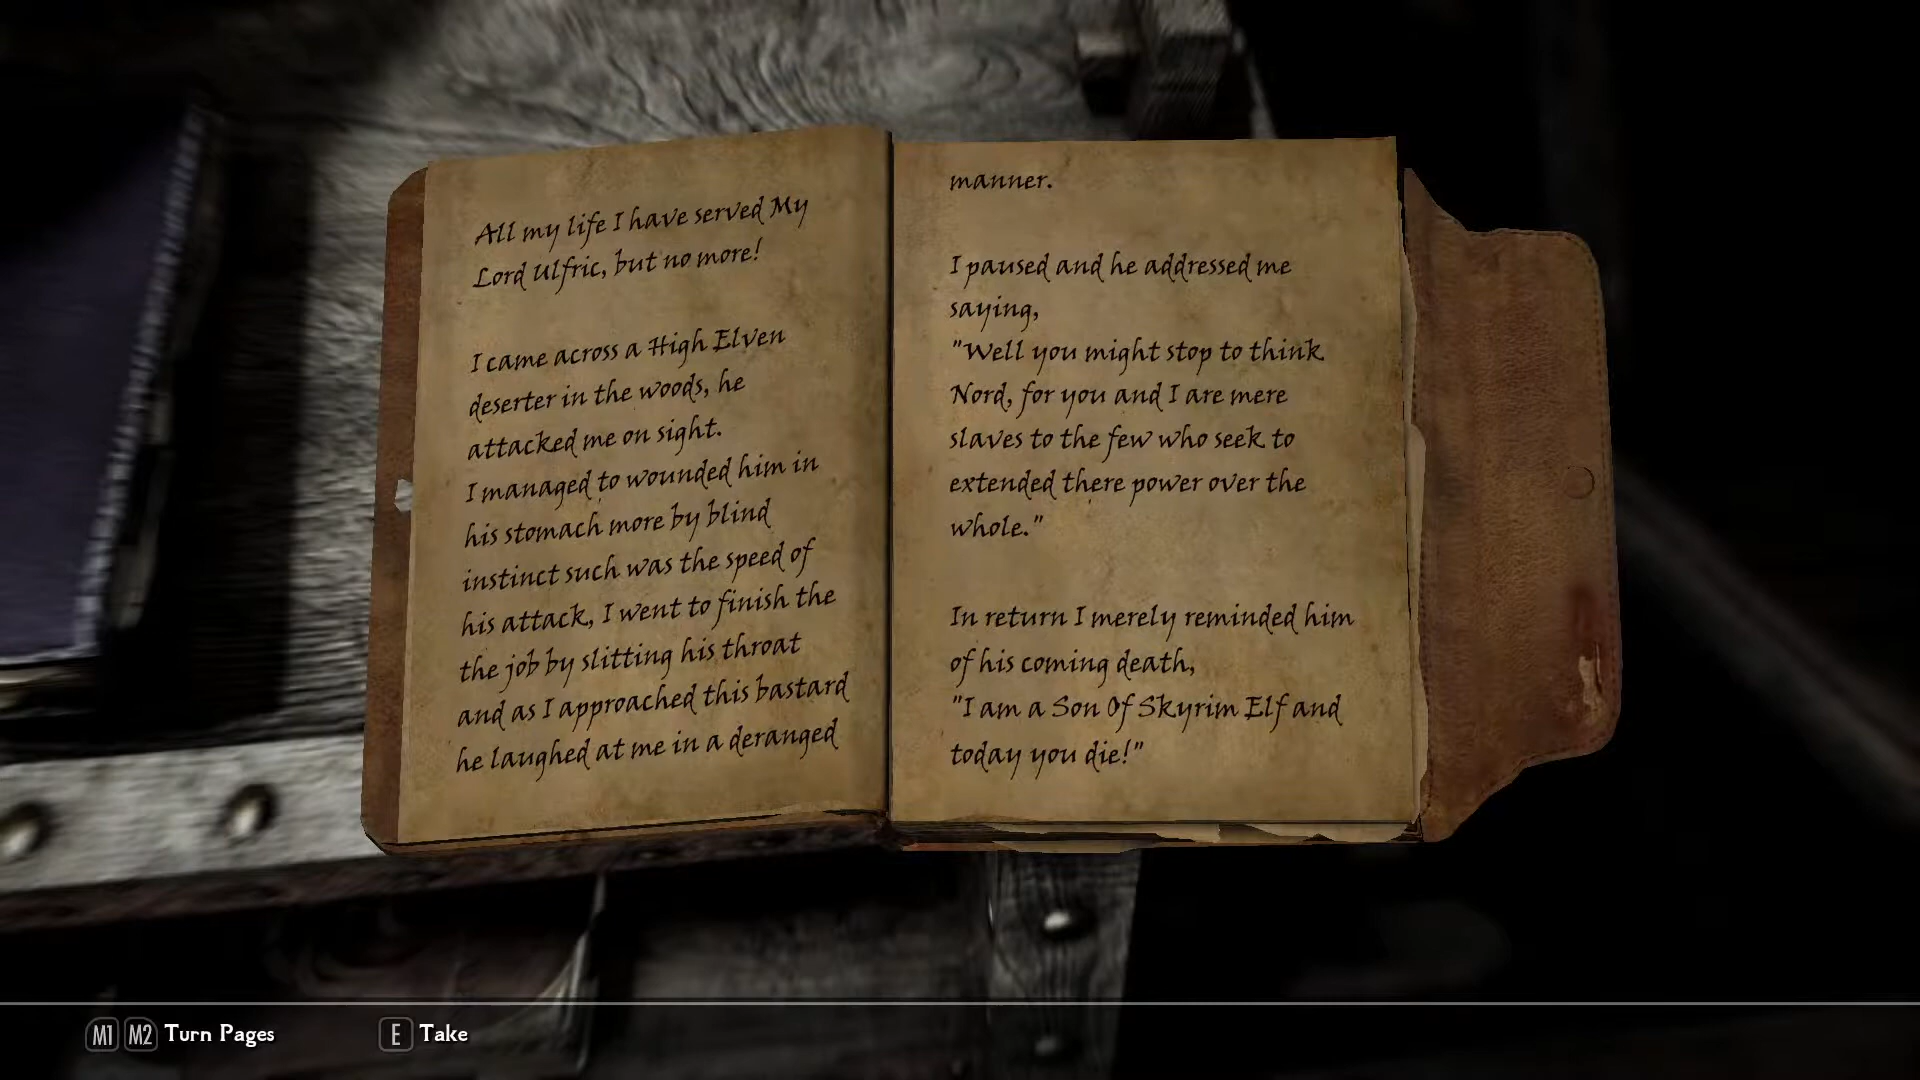 All my life I have served My
Lord Ulfric, but no more!
I came across a High Elven
deserter in the woods, he
attacked me on sight.
I managed to wounded him in
his stomach more by blind
instinct such was the speed of
his attack, I went to finish the
the job by slitting his throat
and as I approached this bastard
he laughed at me in a deranged
manner.
I paused and he addressed me
saying,
"Well you might stop to think
Nord, for you and I are mere
slaves to the few who seek to
extended there power over the
whole."
In return I merely reminded him
of his coming death,
"I am a Son Of Skyrim Elf and
today you die!"
M1 M2 Turn Pages
E Take